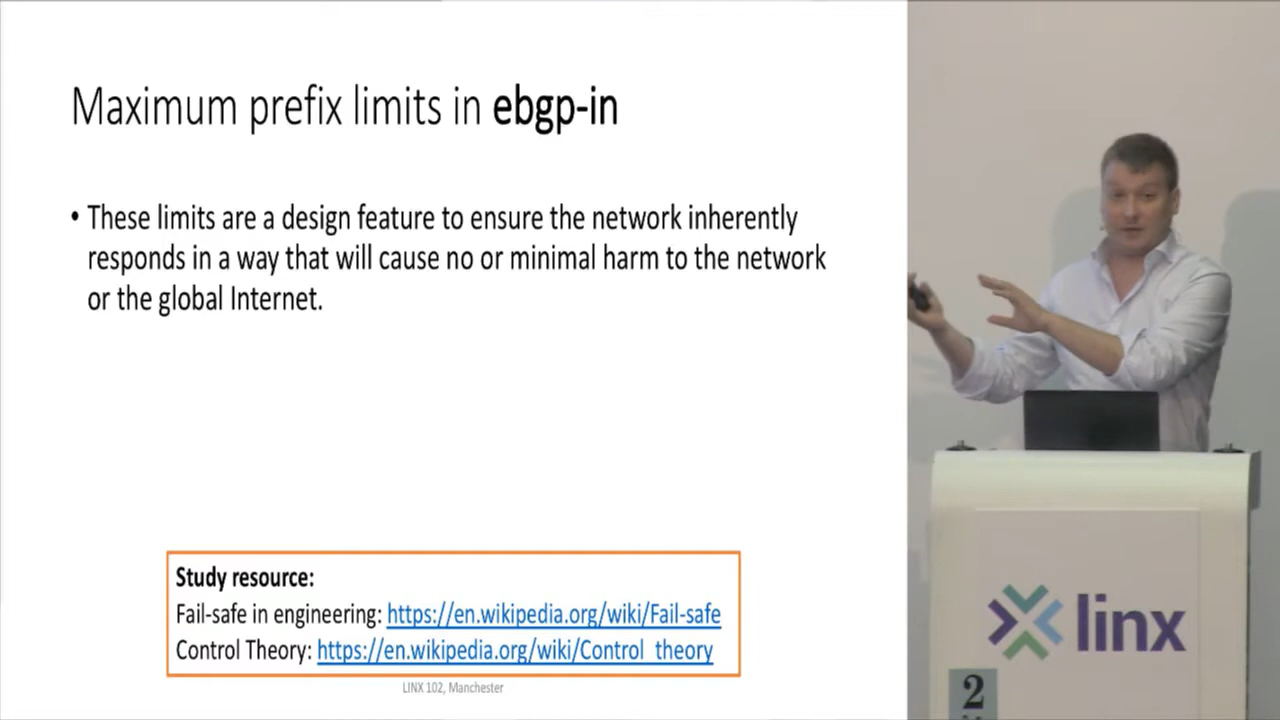 Maximum prefix limits in ebgp-in
• These limits are a design feature to ensure the network inherently
responds in a way that will cause no or minimal harm to the network
or the global Internet.
Study resource:
Fail-safe in engineering: https://en.wikipedia.org/wiki/Fail-safe
Control Theory: https://en.wikipedia.org/wiki/Control_theory
LINX 102, Manchester
linx
2